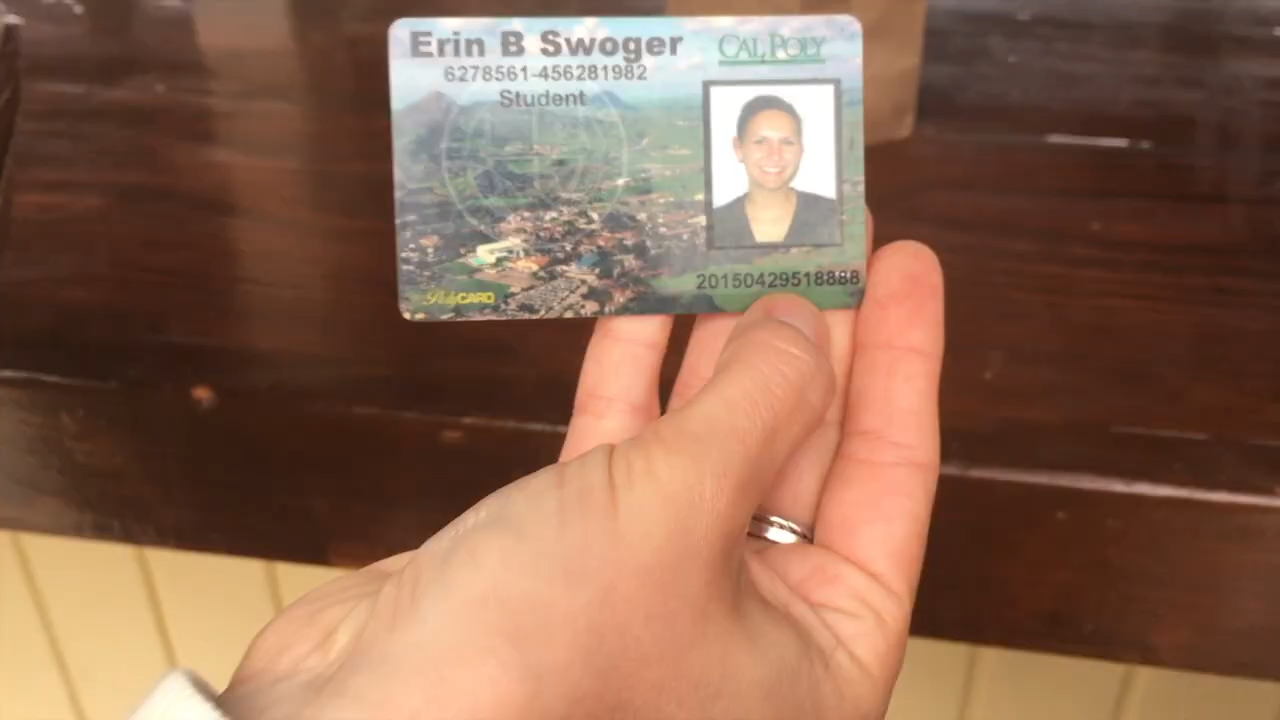 Erin B Swoger
CAL POLY
6278561-456281982
Student
20150429518888
PolyCARD